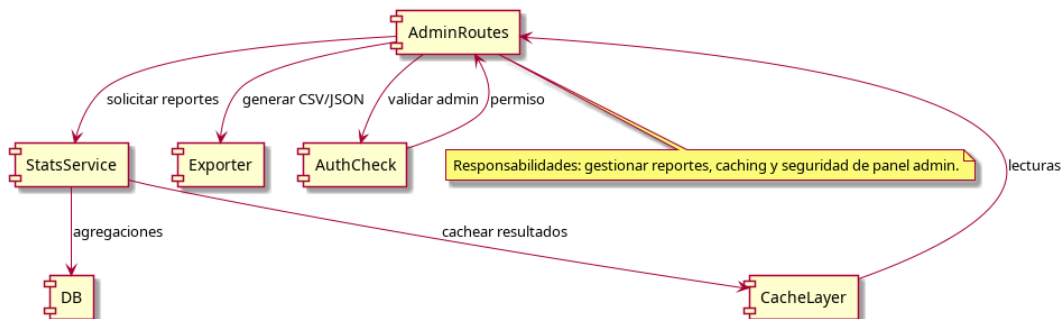 AdminRoutes
solicitar reportes
generar CSV/JSON
validar admin
permiso
StatsService
Exporter
AuthCheck
Responsabilidades: gestionar reportes, caching y seguridad de panel admin.
lecturas
agregaciones
cachear resultados
DB
CacheLayer